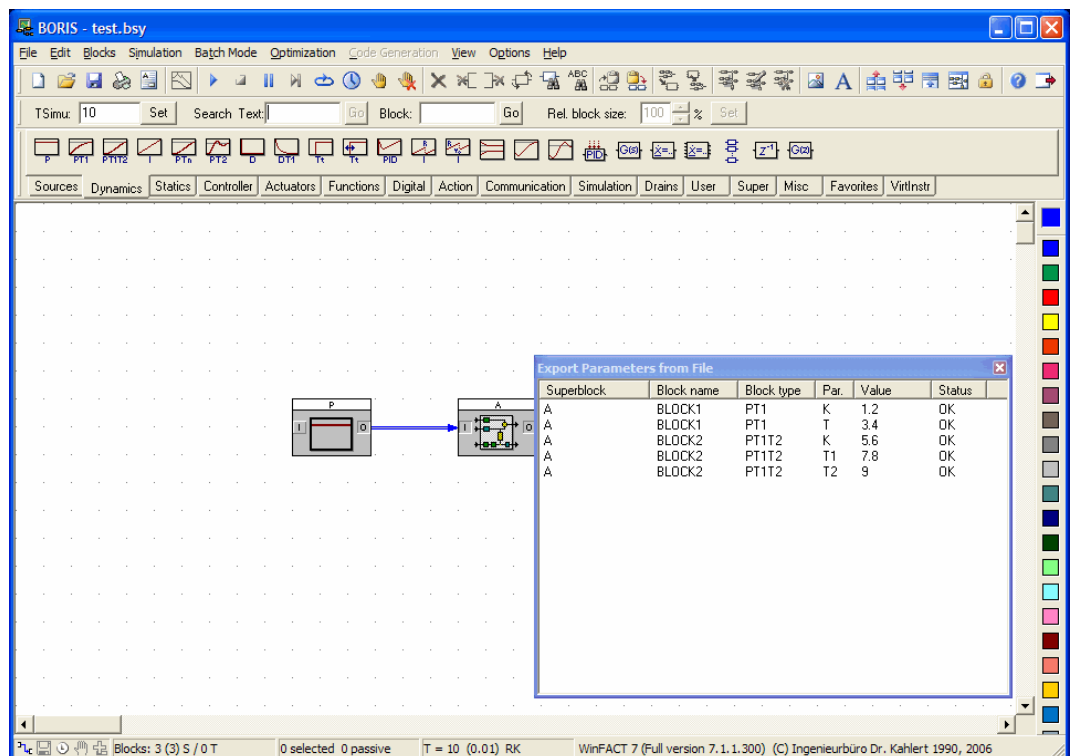 BORIS - test.bsy
File Edit Blocks Simulation Batch Mode Optimization Code Generation View Options Help
ABC
A
TSimu: 10 Set Search Text: Go Block: Go Rel. block size: 100 % Set
P PT1 PT1T2 I PTn PT2 D DT1 Tt Tt PID I I PID G(s) ẋ=.. ẋ=.. z⁻¹ G(z)
Sources Dynamics Statics Controller Actuators Functions Digital Action Communication Simulation Drains User Super Misc Favorites VirtInstr
Export Parameters from File
Superblock Block name Block type Par. Value Status
A BLOCK1 PT1 K 1.2 OK
A BLOCK1 PT1 T 3.4 OK
A BLOCK2 PT1T2 K 5.6 OK
A BLOCK2 PT1T2 T1 7.8 OK
A BLOCK2 PT1T2 T2 9 OK
P
I O
A
I O
Blocks: 3 (3) S / 0 T 0 selected 0 passive T = 10 (0.01) RK WinFACT 7 (Full version 7.1.1.300) (C) Ingenieurbüro Dr. Kahlert 1990, 2006